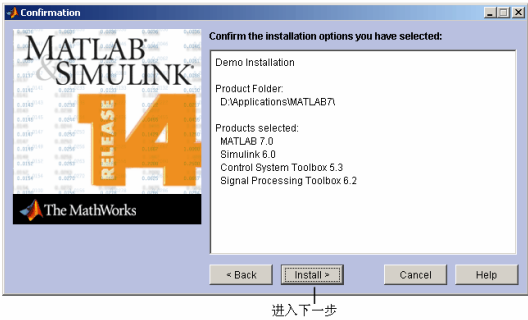 Confirmation
MATLAB
&SIMULINK
RELEASE
14
The MathWorks
Confirm the installation options you have selected:
Demo Installation
Product Folder:
D:\Applications\MATLAB7\
Products selected:
MATLAB 7.0
Simulink 6.0
Control System Toolbox 5.3
Signal Processing Toolbox 6.2
< Back
Install >
Cancel
Help
进入下一步